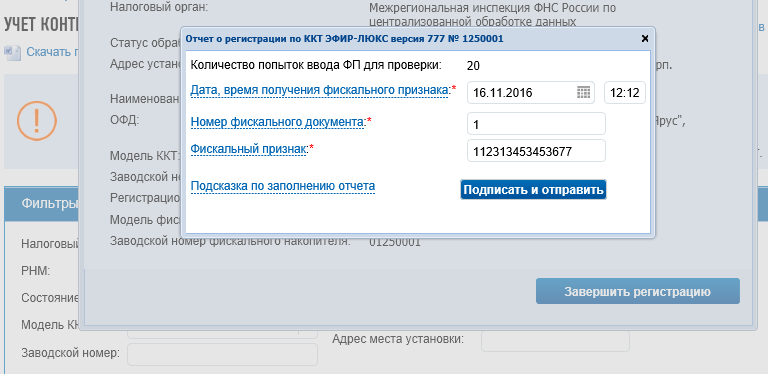 Налоговый орган: Межрегиональная инспекция ФНС России по
централизованной обработке данных
УЧЕТ КОНТ
Скачать п
Статус обраб
Адрес устано
Наименован
ОФД:
Модель ККТ:
Заводской н
Регистрацио
Модель фис
Заводской номер фискального накопителя: 01250001
Отчет о регистрации по ККТ ЭФИР-ЛЮКС версия 777 № 1250001
Количество попыток ввода ФП для проверки: 20
Дата, время получения фискального признака:* 16.11.2016 12:12
Номер фискального документа:* 1
Фискальный признак:* 112313453453677
Подсказка по заполнению отчета Подписать и отправить
рп.
Ярус",
Завершить регистрацию
Фильтры
Налоговый
РНМ:
Состояние
Модель КК
Заводской номер:
Адрес места установки: